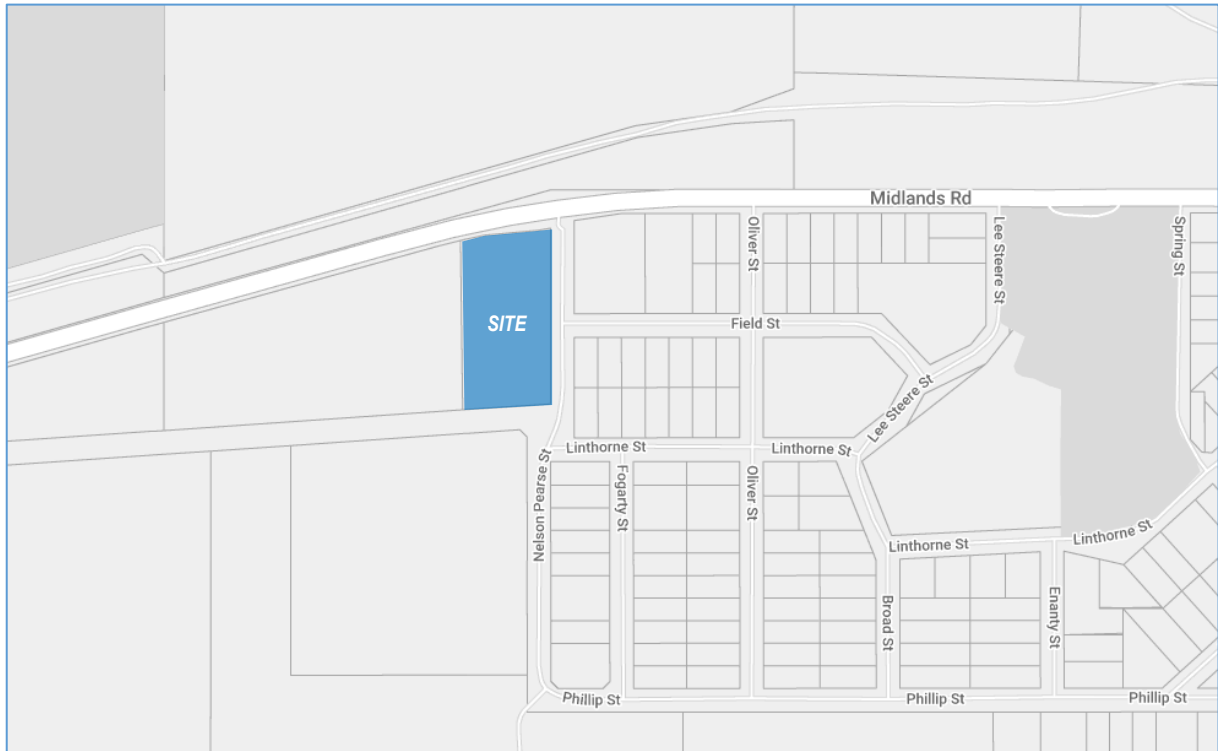 Midlands Rd
Oliver St
Lee Steere St
Spring St
SITE
Field St
Lee Steere St
Linthorne St
Linthorne St
Nelson Pearse St
Fogarty St
Oliver St
Linthorne St
Linthorne St
Broad St
Enanty St
Phillip St
Phillip St
Phillip St